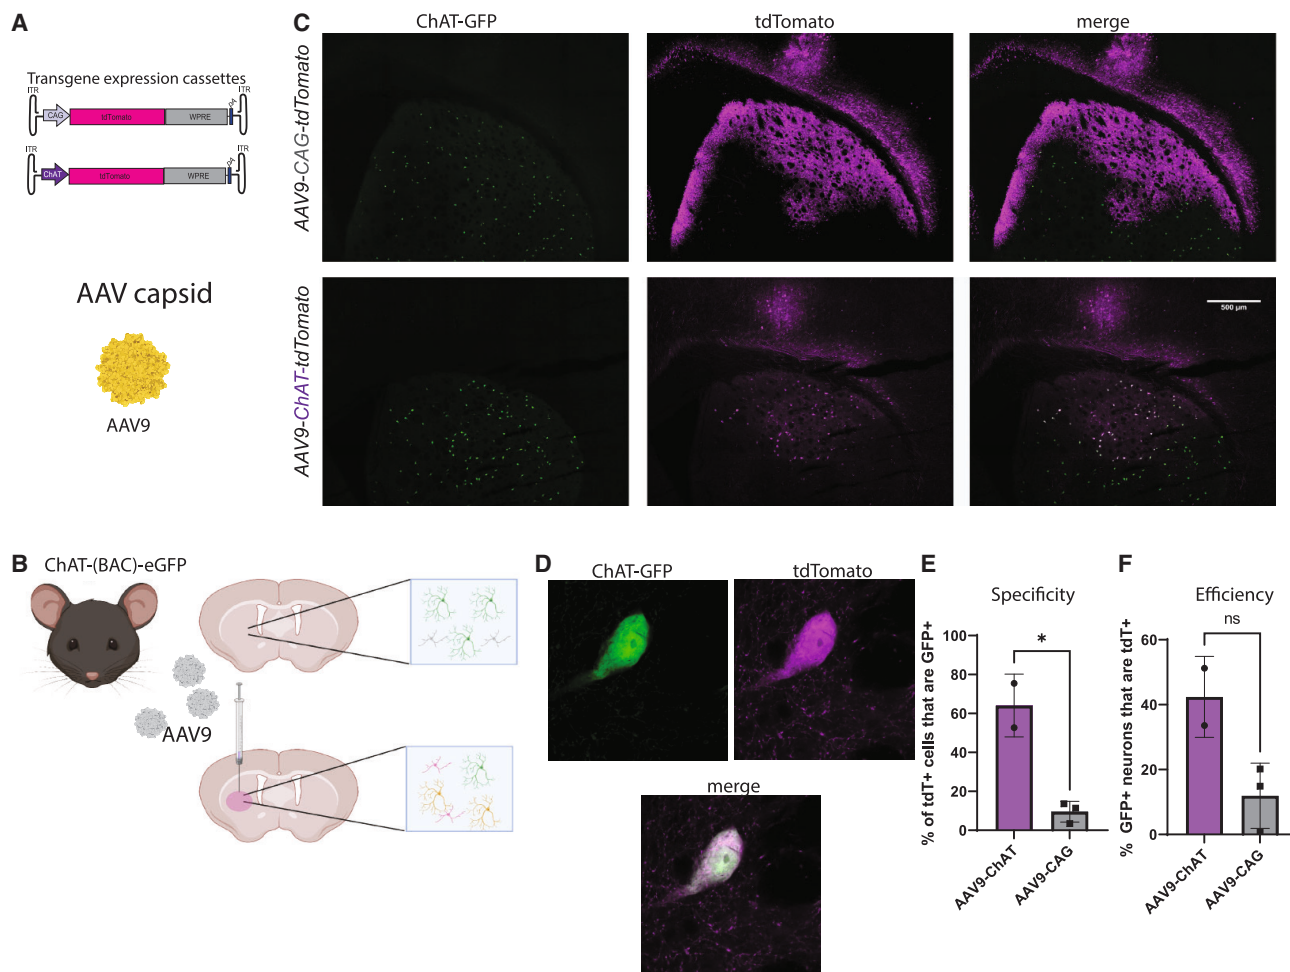 A
Transgene expression cassettes
ITR
ITR
CAG
tdTomato
WPRE
pA
ITR
ITR
ChAT
tdTomato
WPRE
pA
AAV capsid
AAV9
C
ChAT-GFP
tdTomato
merge
AAV9-CAG-tdTomato
AAV9-ChAT-tdTomato
500 µm
B
ChAT-(BAC)-eGFP
AAV9
D
ChAT-GFP
tdTomato
merge
E
Specificity
*
% of tdT+ cells that are GFP+
100
80
60
40
20
0
AAV9-ChAT
AAV9-CAG
F
Efficiency
ns
% GFP+ neurons that are tdT+
60
40
20
0
AAV9-ChAT
AAV9-CAG